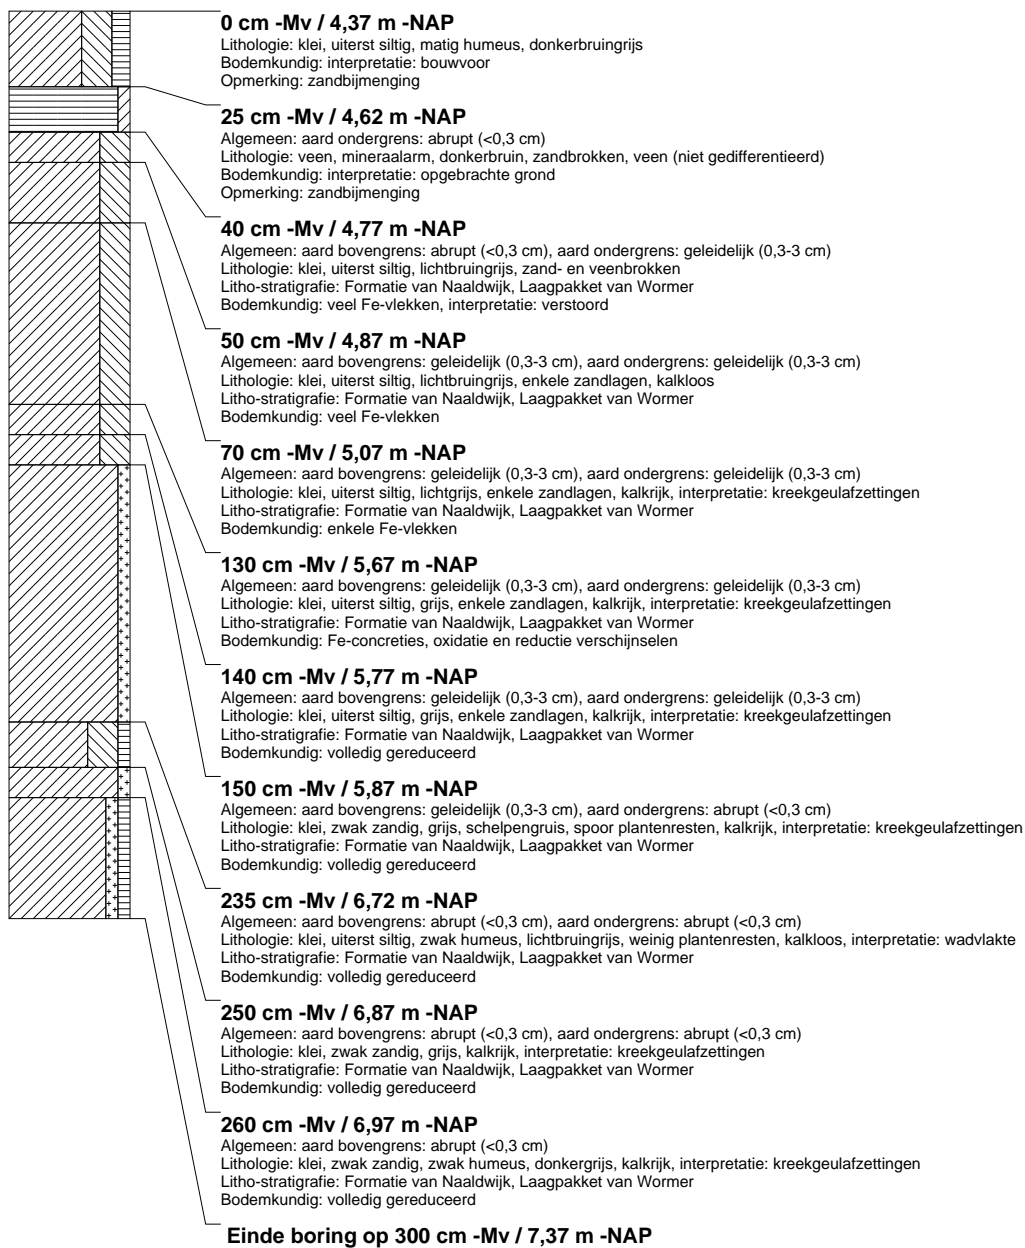 0 cm -Mv / 4,37 m -NAP
Lithologie: klei, uiterst siltig, matig humeus, donkerbruingrijs
Bodemkundig: interpretatie: bouwvoor
Opmerking: zandbijmenging
25 cm -Mv / 4,62 m -NAP
Algemeen: aard ondergrens: abrupt (<0,3 cm)
Lithologie: veen, mineraalarm, donkerbruin, zandbrokken, veen (niet gedifferentieerd)
Bodemkundig: interpretatie: opgebrachte grond
Opmerking: zandbijmenging
40 cm -Mv / 4,77 m -NAP
Algemeen: aard bovengrens: abrupt (<0,3 cm), aard ondergrens: geleidelijk (0,3-3 cm)
Lithologie: klei, uiterst siltig, lichtbruingrijs, zand- en veenbrokken
Litho-stratigrafie: Formatie van Naaldwijk, Laagpakket van Wormer
Bodemkundig: veel Fe-vlekken, interpretatie: verstoord
50 cm -Mv / 4,87 m -NAP
Algemeen: aard bovengrens: geleidelijk (0,3-3 cm), aard ondergrens: geleidelijk (0,3-3 cm)
Lithologie: klei, uiterst siltig, lichtbruingrijs, enkele zandlagen, kalkloos
Litho-stratigrafie: Formatie van Naaldwijk, Laagpakket van Wormer
Bodemkundig: veel Fe-vlekken
70 cm -Mv / 5,07 m -NAP
Algemeen: aard bovengrens: geleidelijk (0,3-3 cm), aard ondergrens: geleidelijk (0,3-3 cm)
Lithologie: klei, uiterst siltig, lichtgrijs, enkele zandlagen, kalkrijk, interpretatie: kreekgeulafzettingen
Litho-stratigrafie: Formatie van Naaldwijk, Laagpakket van Wormer
Bodemkundig: enkele Fe-vlekken
130 cm -Mv / 5,67 m -NAP
Algemeen: aard bovengrens: geleidelijk (0,3-3 cm), aard ondergrens: geleidelijk (0,3-3 cm)
Lithologie: klei, uiterst siltig, grijs, enkele zandlagen, kalkrijk, interpretatie: kreekgeulafzettingen
Litho-stratigrafie: Formatie van Naaldwijk, Laagpakket van Wormer
Bodemkundig: Fe-concreties, oxidatie en reductie verschijnselen
140 cm -Mv / 5,77 m -NAP
Algemeen: aard bovengrens: geleidelijk (0,3-3 cm), aard ondergrens: geleidelijk (0,3-3 cm)
Lithologie: klei, uiterst siltig, grijs, enkele zandlagen, kalkrijk, interpretatie: kreekgeulafzettingen
Litho-stratigrafie: Formatie van Naaldwijk, Laagpakket van Wormer
Bodemkundig: volledig gereduceerd
150 cm -Mv / 5,87 m -NAP
Algemeen: aard bovengrens: geleidelijk (0,3-3 cm), aard ondergrens: abrupt (<0,3 cm)
Lithologie: klei, zwak zandig, grijs, schelpengruis, spoor plantenresten, kalkrijk, interpretatie: kreekgeulafzettingen
Litho-stratigrafie: Formatie van Naaldwijk, Laagpakket van Wormer
Bodemkundig: volledig gereduceerd
235 cm -Mv / 6,72 m -NAP
Algemeen: aard bovengrens: abrupt (<0,3 cm), aard ondergrens: abrupt (<0,3 cm)
Lithologie: klei, uiterst siltig, zwak humeus, lichtbruingrijs, weinig plantenresten, kalkloos, interpretatie: wadvlakte
Litho-stratigrafie: Formatie van Naaldwijk, Laagpakket van Wormer
Bodemkundig: volledig gereduceerd
250 cm -Mv / 6,87 m -NAP
Algemeen: aard bovengrens: abrupt (<0,3 cm), aard ondergrens: abrupt (<0,3 cm)
Lithologie: klei, zwak zandig, grijs, kalkrijk, interpretatie: kreekgeulafzettingen
Litho-stratigrafie: Formatie van Naaldwijk, Laagpakket van Wormer
Bodemkundig: volledig gereduceerd
260 cm -Mv / 6,97 m -NAP
Algemeen: aard bovengrens: abrupt (<0,3 cm)
Lithologie: klei, zwak zandig, zwak humeus, donkergrijs, kalkrijk, interpretatie: kreekgeulafzettingen
Litho-stratigrafie: Formatie van Naaldwijk, Laagpakket van Wormer
Bodemkundig: volledig gereduceerd
Einde boring op 300 cm -Mv / 7,37 m -NAP